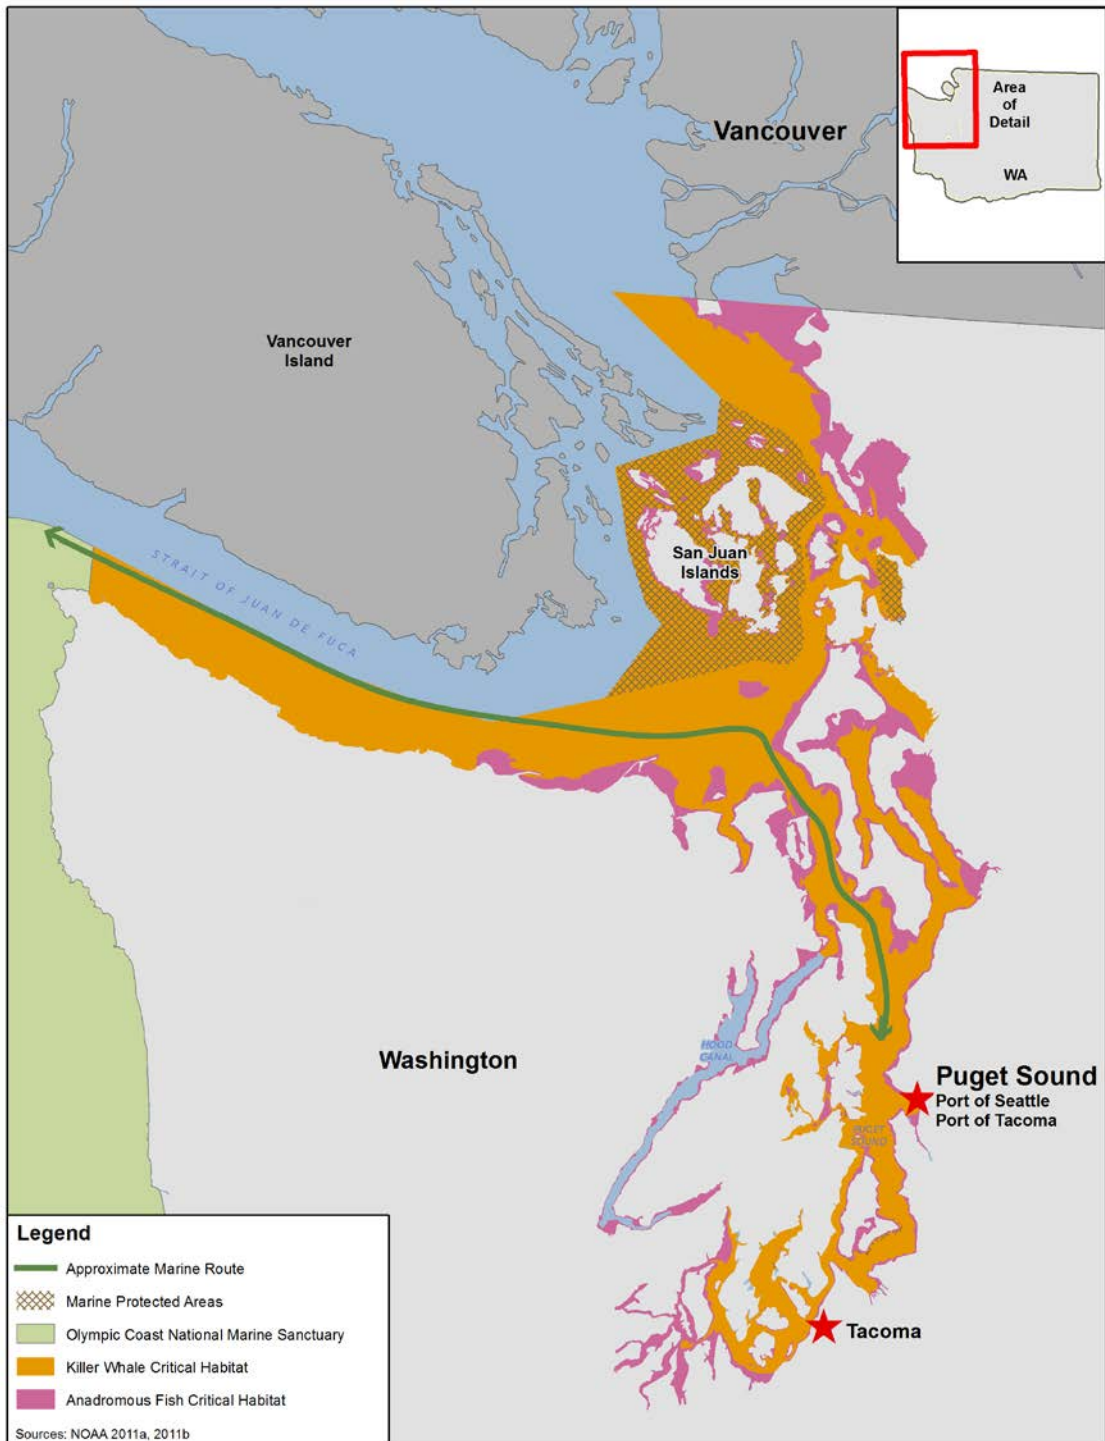 Area
of
Detail
WA
Vancouver
Vancouver
Island
San Juan
Islands
STRAIT OF JUAN DE FUCA
Washington
HOOD
CANAL
Puget Sound
Port of Seattle
Port of Tacoma
PUGET
SOUND
Tacoma
Legend
Approximate Marine Route
Marine Protected Areas
Olympic Coast National Marine Sanctuary
Killer Whale Critical Habitat
Anadromous Fish Critical Habitat
Sources: NOAA 2011a, 2011b